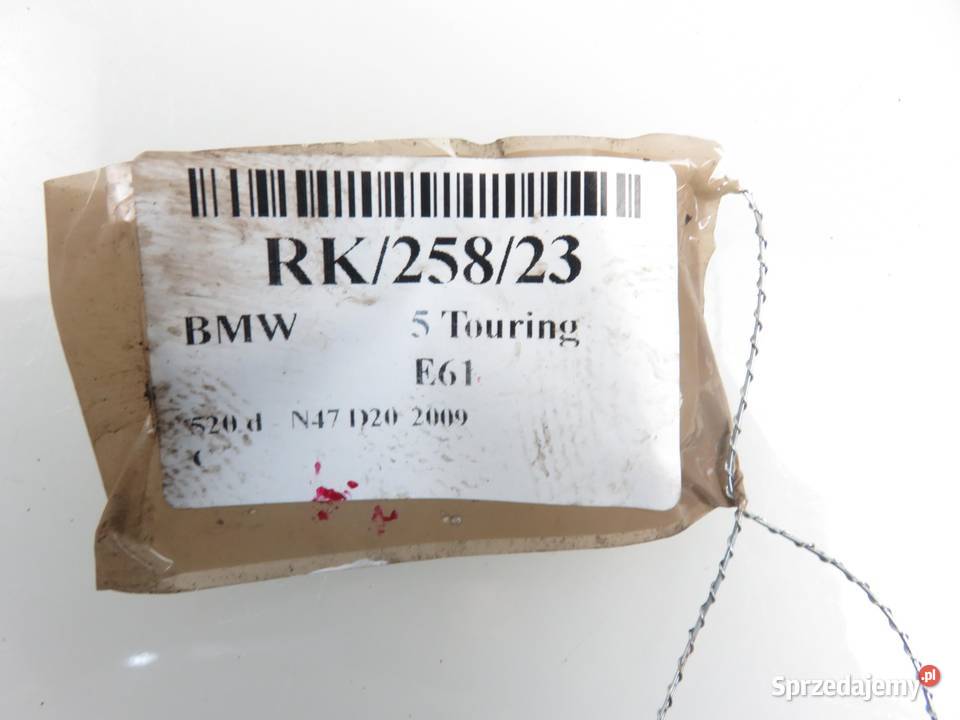 RK/258/23
BMW 5 Touring
E61
520 d N47 D20 2009
Sprzedajemy.pl